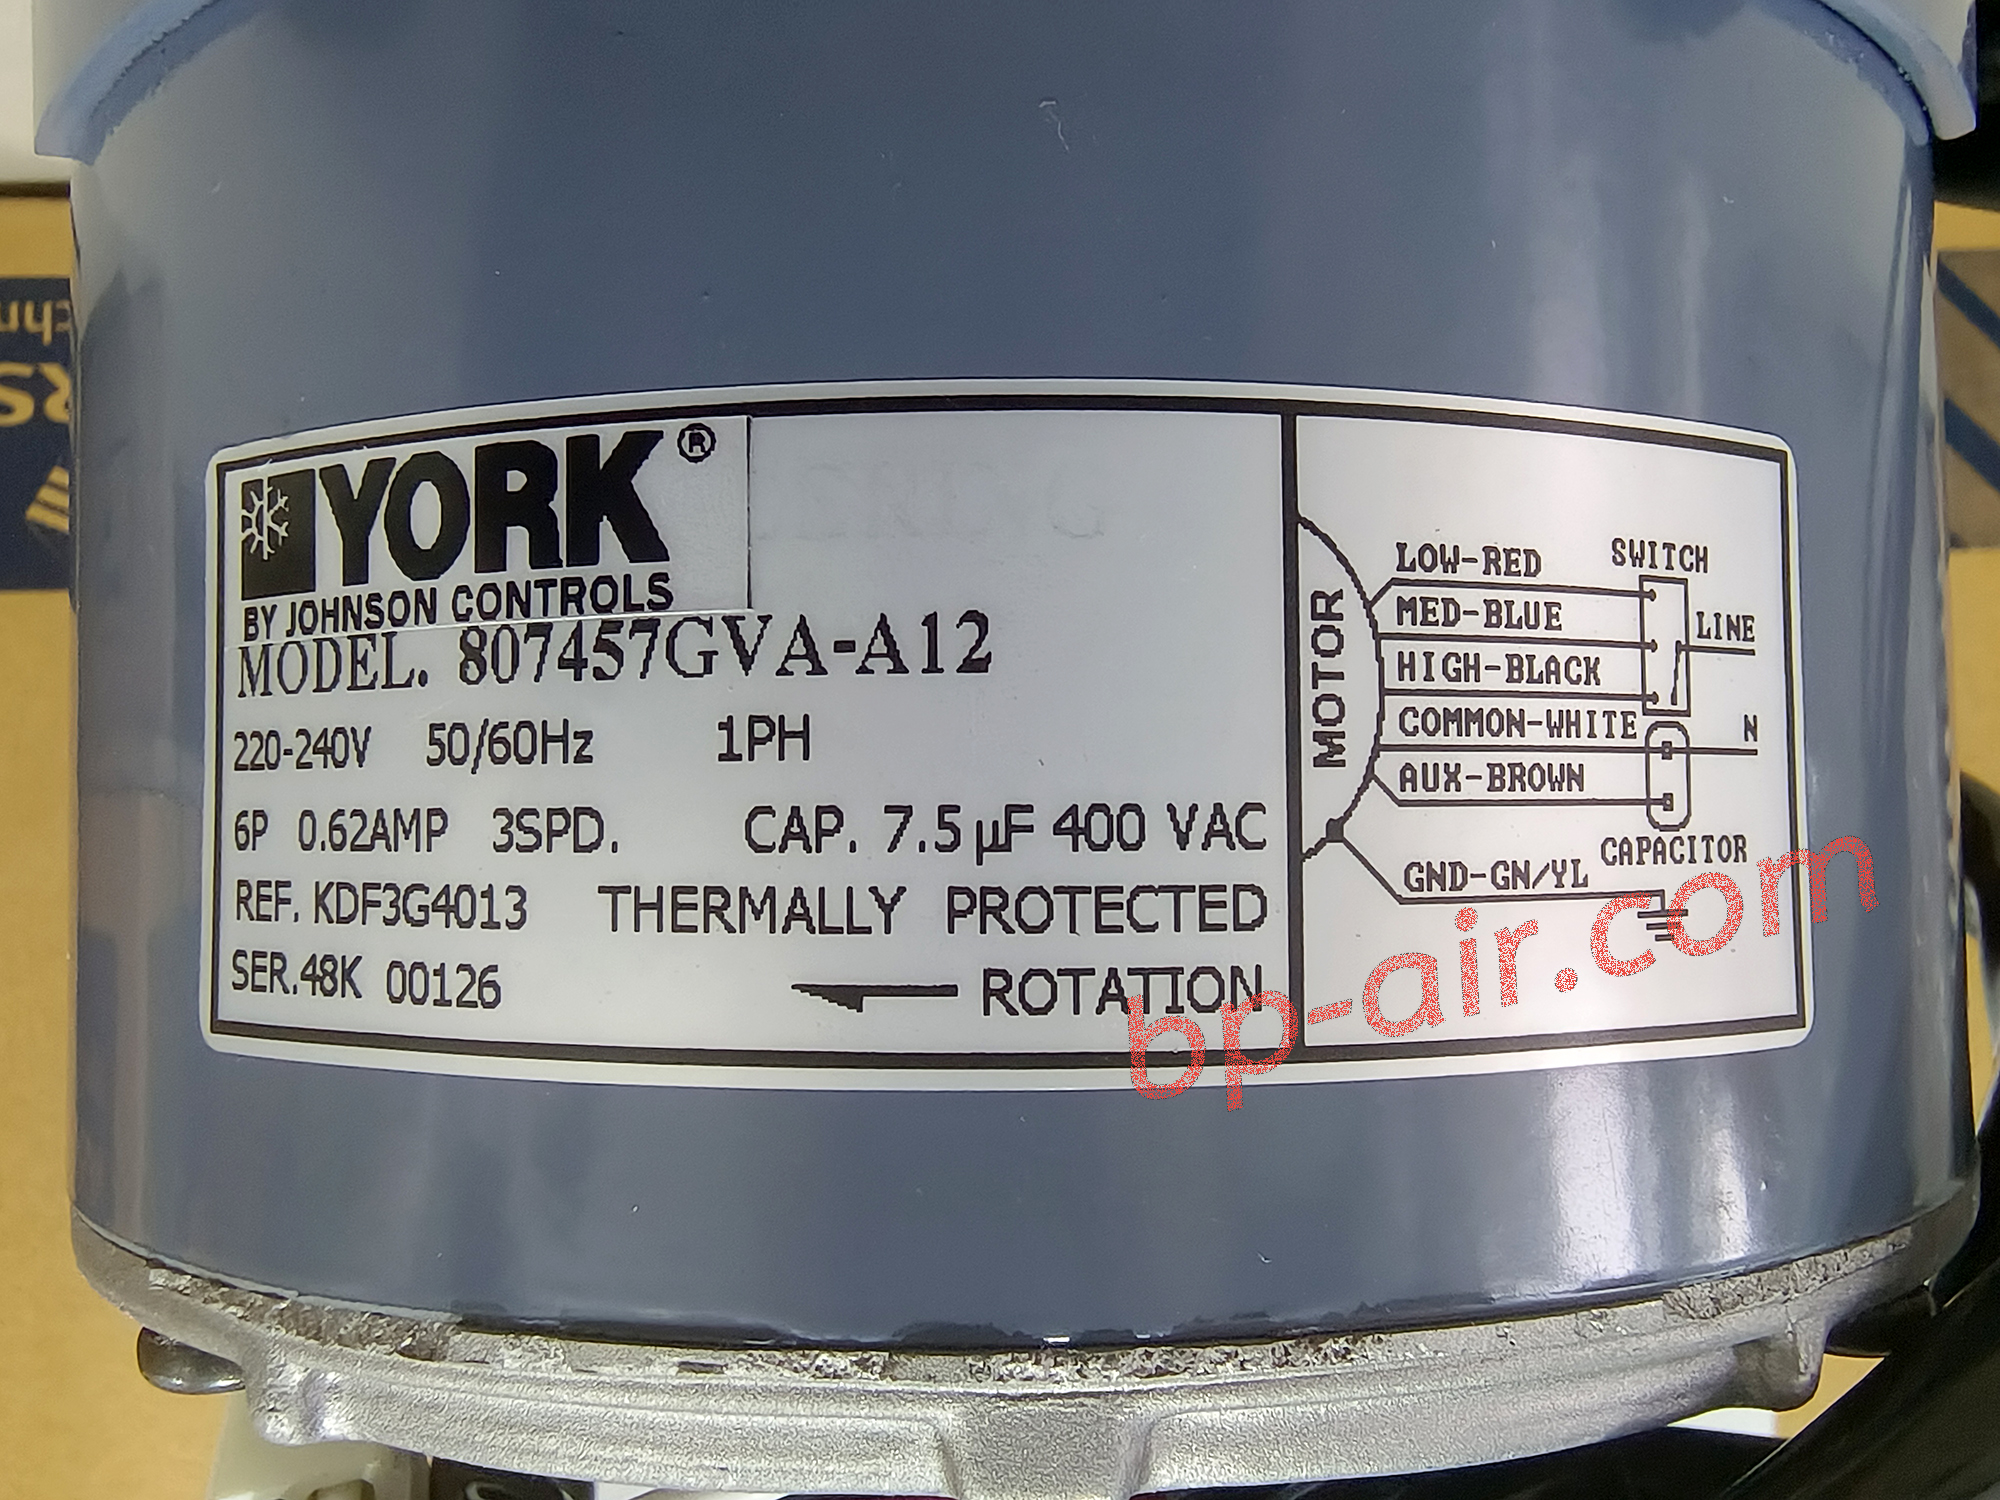 YORK®
BY JOHNSON CONTROLS
MODEL. 807457GVA-A12
220-240V 50/60Hz 1PH
6P 0.62AMP 3SPD. CAP. 7.5 µF 400 VAC
REF. KDF3G4013 THERMALLY PROTECTED
SER.48K 00126 ROTATION
MOTOR
LOW-RED SWITCH
MED-BLUE LINE
HIGH-BLACK
COMMON-WHITE N
AUX-BROWN
CAPACITOR
GND-GN/YL
bp-air.com